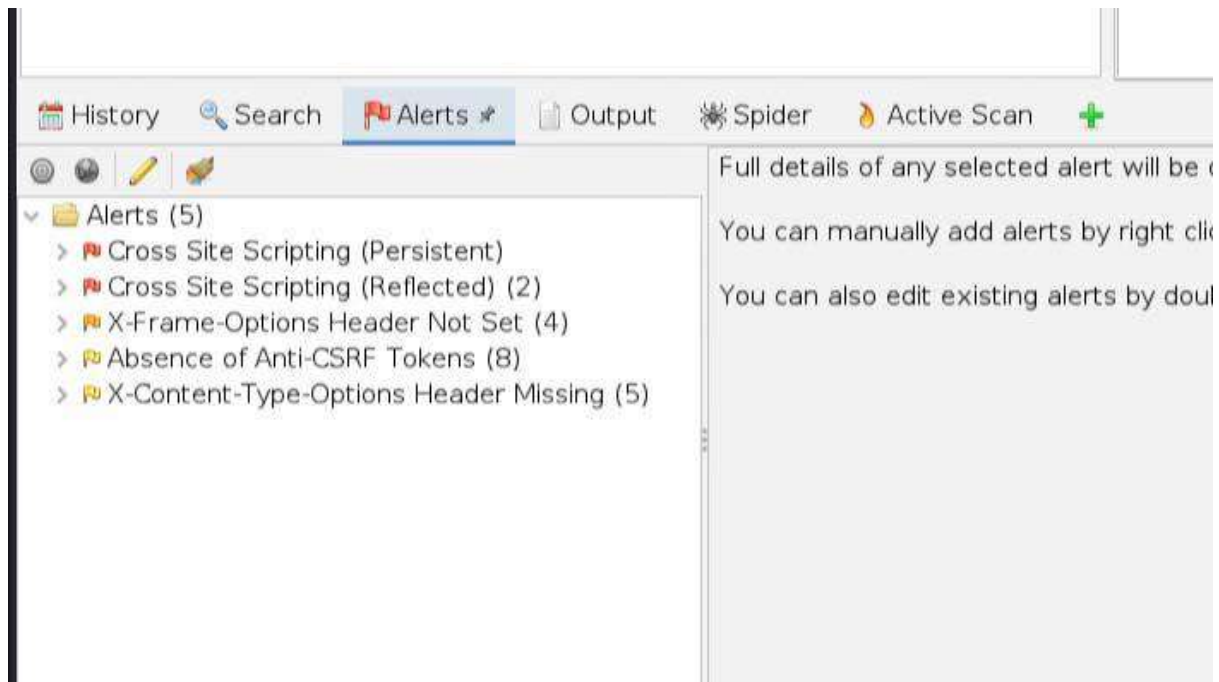 History Search Alerts Output Spider Active Scan
Alerts (5)
Cross Site Scripting (Persistent)
Cross Site Scripting (Reflected) (2)
X-Frame-Options Header Not Set (4)
Absence of Anti-CSRF Tokens (8)
X-Content-Type-Options Header Missing (5)
Full details of any selected alert will be
You can manually add alerts by right
You can also edit existing alerts by